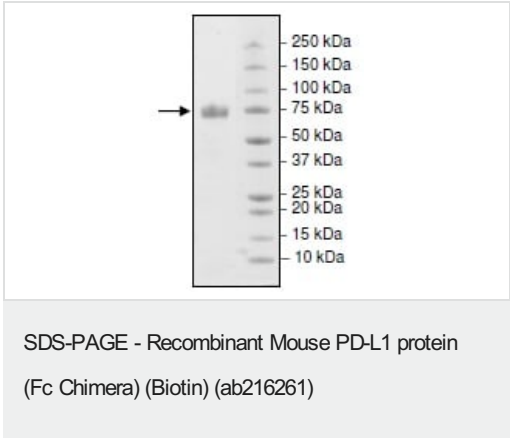 250 kDa
150 kDa
100 kDa
75 kDa
50 kDa
37 kDa
25 kDa
20 kDa
15 kDa
10 kDa
SDS-PAGE - Recombinant Mouse PD-L1 protein
(Fc Chimera) (Biotin) (ab216261)